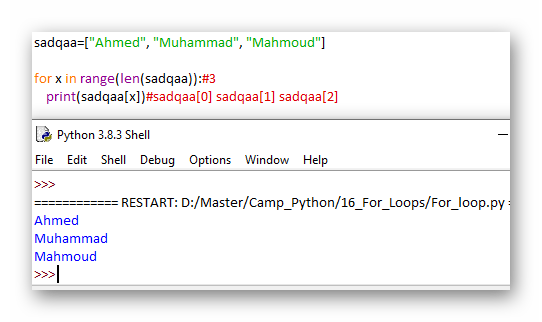 sadqaa=["Ahmed", "Muhammad", "Mahmoud"]
for x in range(len(sadqaa)):#3
    print(sadqaa[x])#sadqaa[0] sadqaa[1] sadqaa[2]
Python 3.8.3 Shell
File Edit Shell Debug Options Window Help
>>>
============ RESTART: D:/Master/Camp_Python/16_For_Loops/For_loop.py =
Ahmed
Muhammad
Mahmoud
>>>